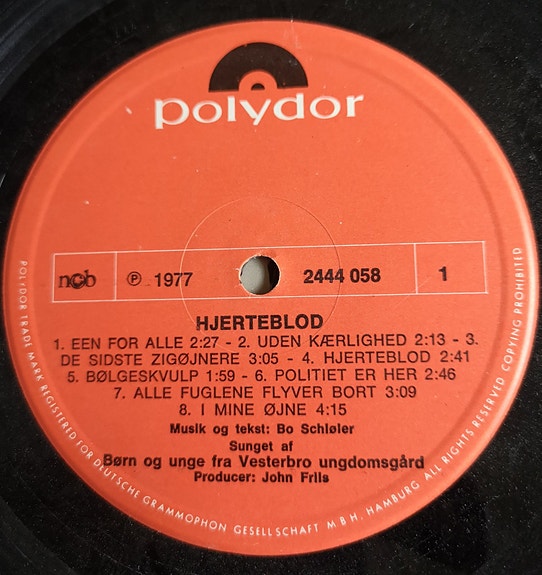 polydor
ncb ℗ 1977 2444 058 1
HJERTEBLOD
1. EEN FOR ALLE 2:27 - 2. UDEN KÆRLIGHED 2:13 - 3.
DE SIDSTE ZIGØJNERE 3:05 - 4. HJERTEBLOD 2:41
5. BØLGESKVULP 1:59 - 6. POLITIET ER HER 2:46
7. ALLE FUGLENE FLYVER BORT 3:09
8. I MINE ØJNE 4:15
Musik og tekst: Bo Schiøler
Sunget af
Børn og unge fra Vesterbro ungdomsgård
Producer: John Friis
POLYDOR TRADE MARK REGISTERED FOR DEUTSCHE GRAMMOPHON GESELLSCHAFT M B H, HAMBURG ALL RIGHTS RESERVED COPYING PROHIBITED